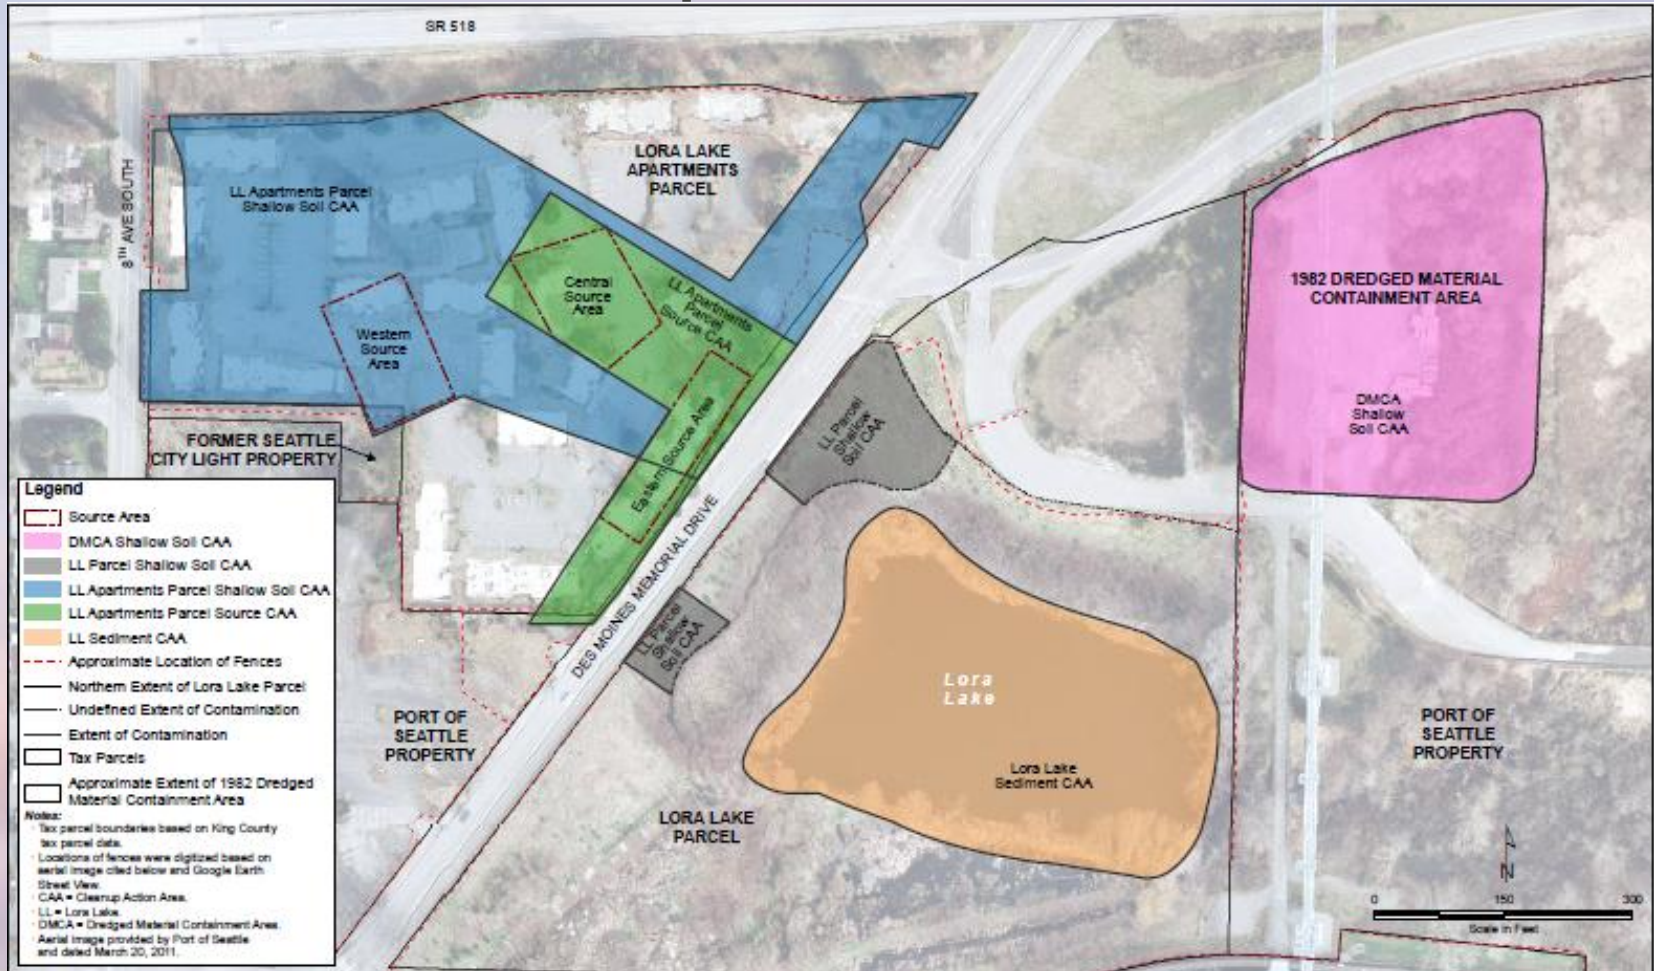 SR 518
8TH AVE SOUTH
LL Apartments Parcel
Shallow Soil CAA
LORA LAKE
APARTMENTS
PARCEL
Central
Source
Area
LL Apartments
Parcel
Source CAA
Western
Source
Area
Eastern Source Area
FORMER SEATTLE
CITY LIGHT PROPERTY
1982 DREDGED MATERIAL
CONTAINMENT AREA
DMCA
Shallow
Soil CAA
LL Parcel
Shallow
Soil CAA
LL Parcel
Shallow
Soil CAA
DES MOINES MEMORIAL DRIVE
Lora
Lake
Lora Lake
Sediment CAA
PORT OF
SEATTLE
PROPERTY
LORA LAKE
PARCEL
PORT OF
SEATTLE
PROPERTY
Legend
Source Area
DMCA Shallow Soil CAA
LL Parcel Shallow Soil CAA
LL Apartments Parcel Shallow Soil CAA
LL Apartments Parcel Source CAA
LL Sediment CAA
Approximate Location of Fences
Northern Extent of Lora Lake Parcel
Undefined Extent of Contamination
Extent of Contamination
Tax Parcels
Approximate Extent of 1982 Dredged
Material Containment Area
Notes:
· Tax parcel boundaries based on King County
tax parcel data.
· Locations of fences were digitized based on
aerial image cited below and Google Earth
Street View.
· CAA = Cleanup Action Area.
· LL = Lora Lake.
· DMCA = Dredged Material Containment Area.
· Aerial image provided by Port of Seattle
and dated March 20, 2011.
N
0 150 300
Scale in Feet